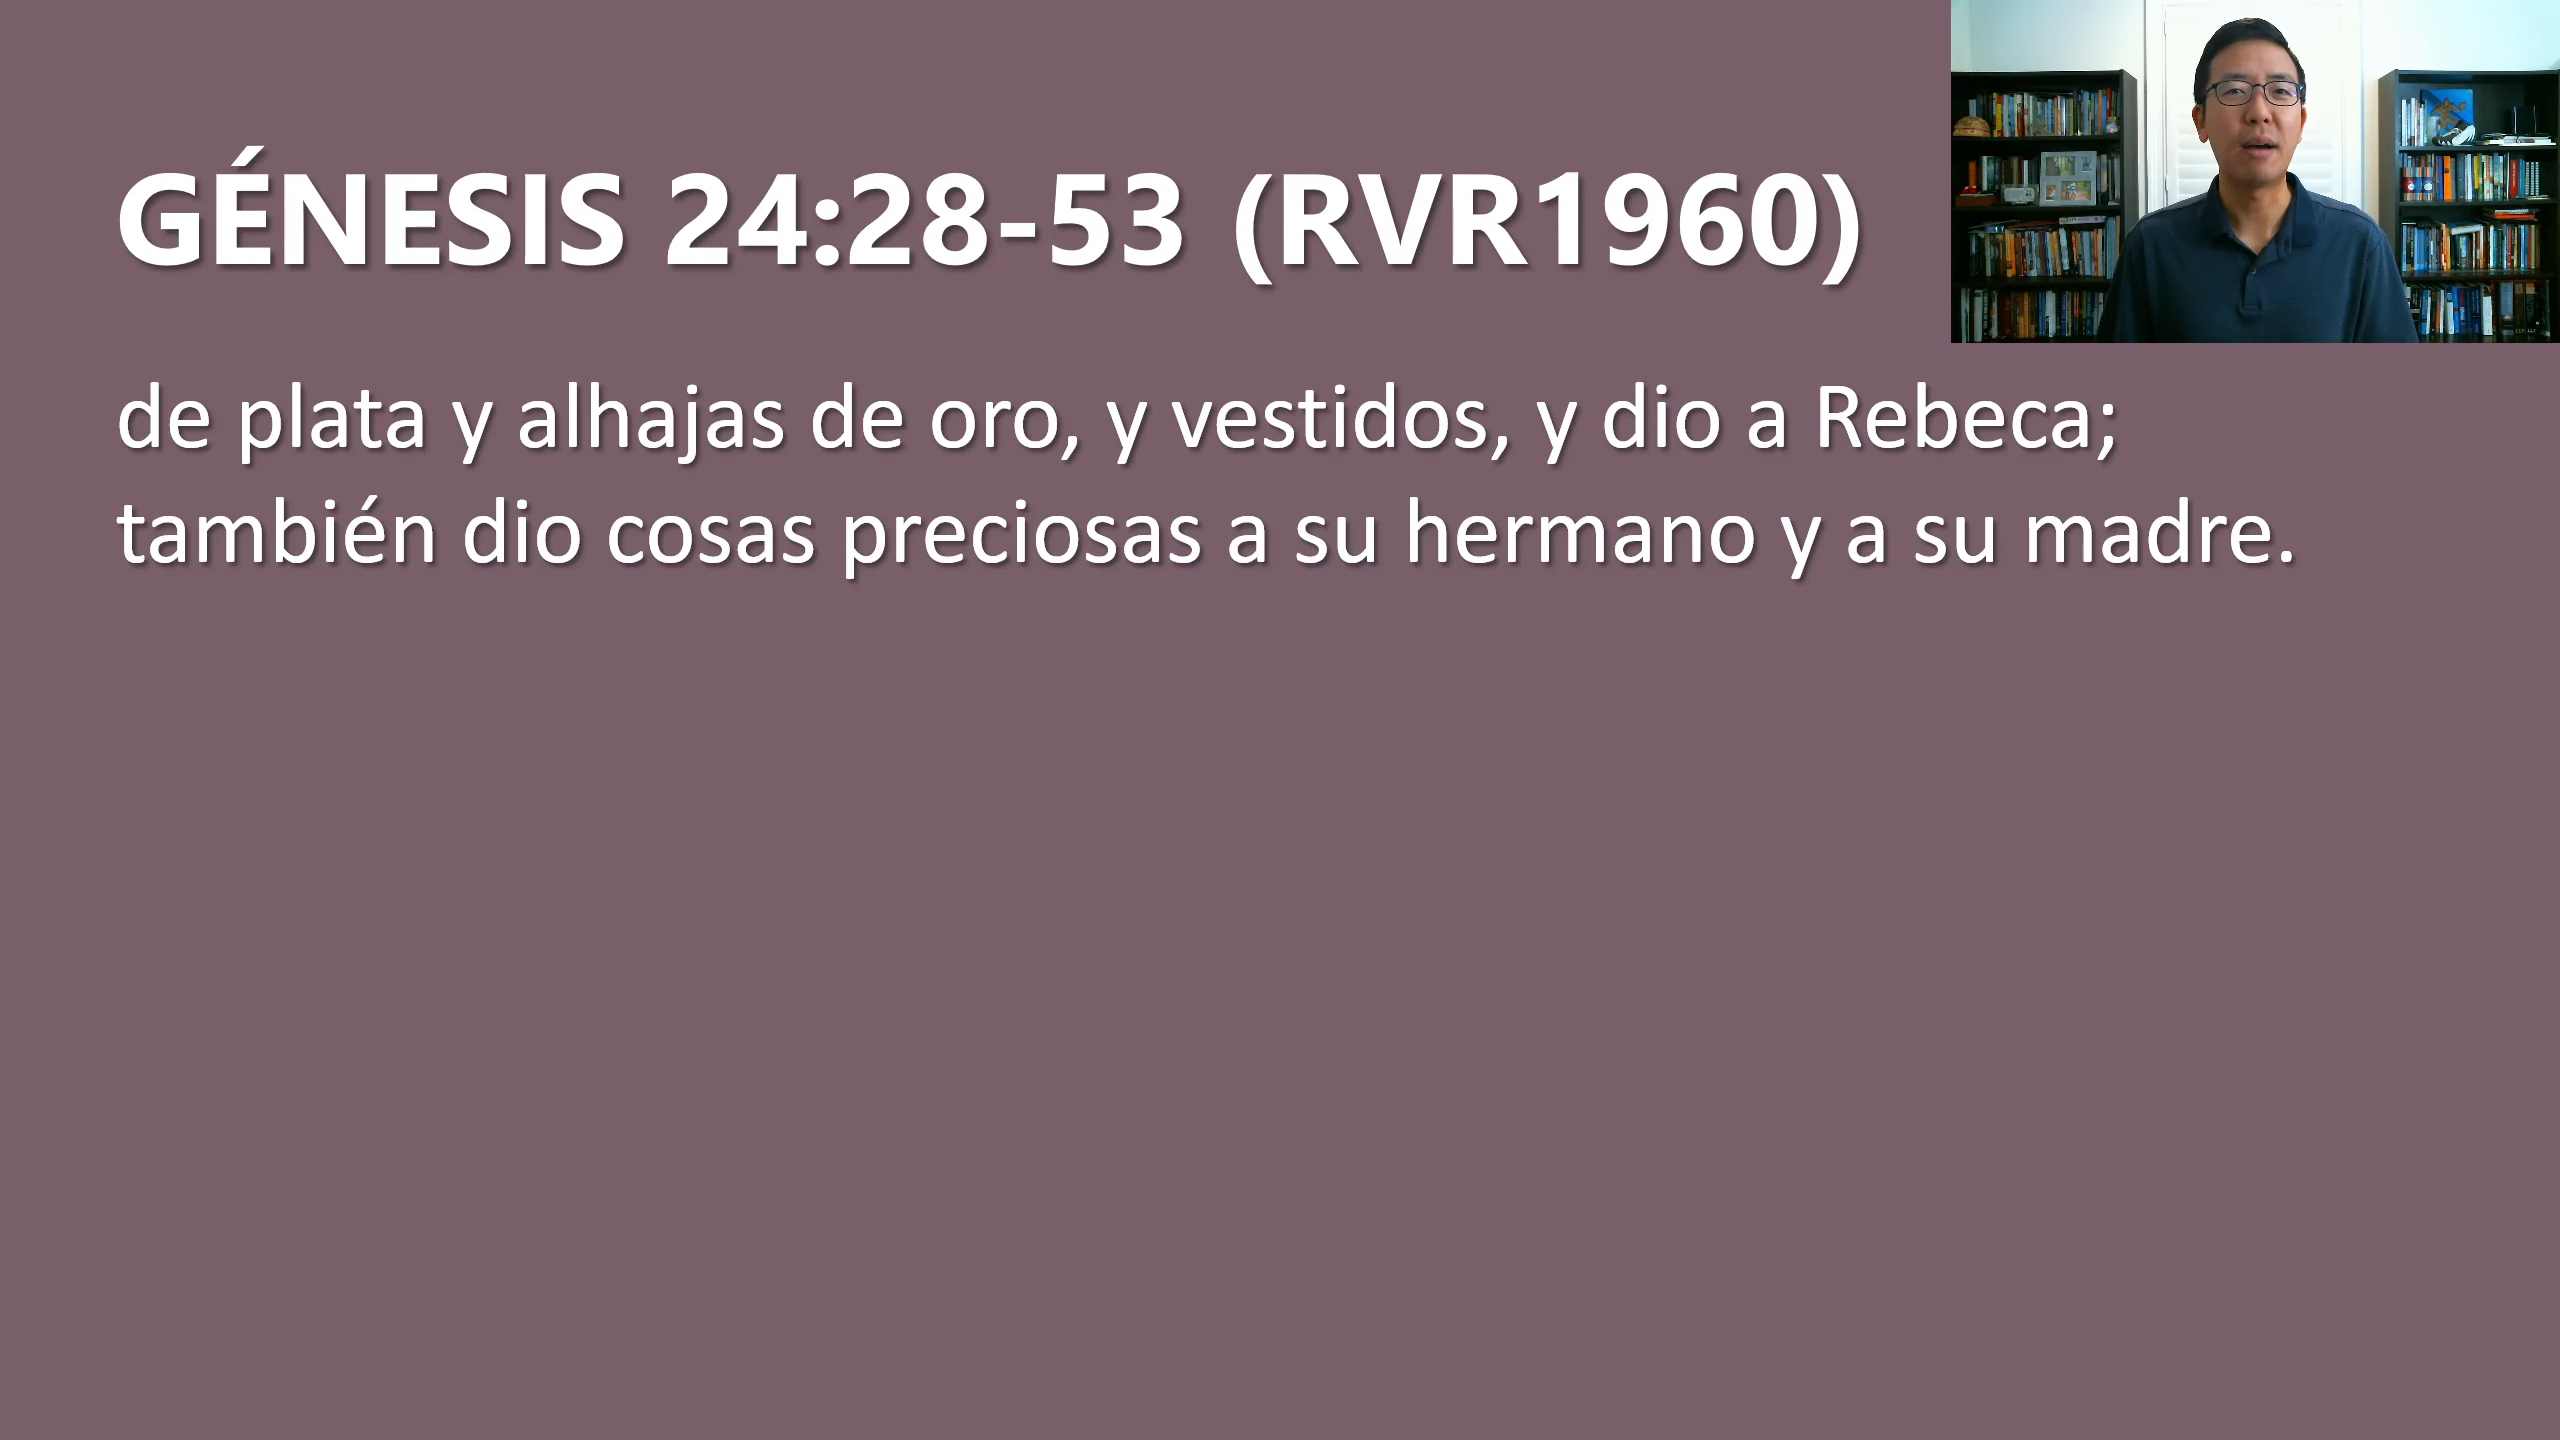 GÉNESIS 24:28-53 (RVR1960)
de plata y alhajas de oro, y vestidos, y dio a Rebeca;
también dio cosas preciosas a su hermano y a su madre.